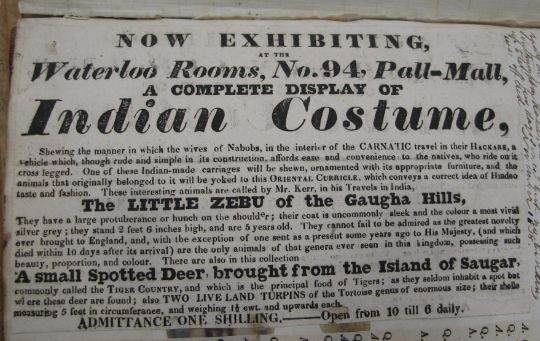 NOW EXHIBITING,
AT THE
Waterloo Rooms, No. 94, Pall-Mall,
A COMPLETE DISPLAY OF
Indian Costume,
Shewing the manner in which the wives of Nabobs, in the interior of the CARNATIC travel in their HACKARE, a
vehicle which, though rude and simple in its construction, affords ease and convenience to the natives, who ride on it
cross legged. One of these Indian-made carriages will be shewn, ornamented with its appropriate furniture, and the
animals that originally belonged to it will be yoked to this ORIENTAL CURRICLE, which conveys a correct idea of Hindoo
taste and fashion. These interesting animals are called by Mr. Kerr, in his Travels in India,
The LITTLE ZEBU of the Gaugha Hills,
They have a large protuberance or hunch on the shoulder; their coat is uncommonly sleek and the colour a most vivid
silver grey; they stand 2 feet 6 inches high, and are 5 years old. They cannot fail to be admired as the greatest novelty
ever brought to England, and, with the exception of one sent as a present some years ago to His Majesty, (and which
died within 10 days after its arrival) are the only animals of that genera ever seen in this kingdom, possessing such
beauty, proportion, and colour. There are also in this collection
A small Spotted Deer brought from the Island of Saugar,
commonly called the TIGER COUNTRY, and which is the principal food of Tigers; as they seldom inhabit a spot but
where these deer are found; also TWO LIVE LAND TURPINS of the Tortoise genus of enormous size; their shells
measuring 5 feet in circumferance, and weighing 1½ cwt. and upwards each.
ADMITTANCE ONE SHILLING.——Open from 10 till 6 daily.